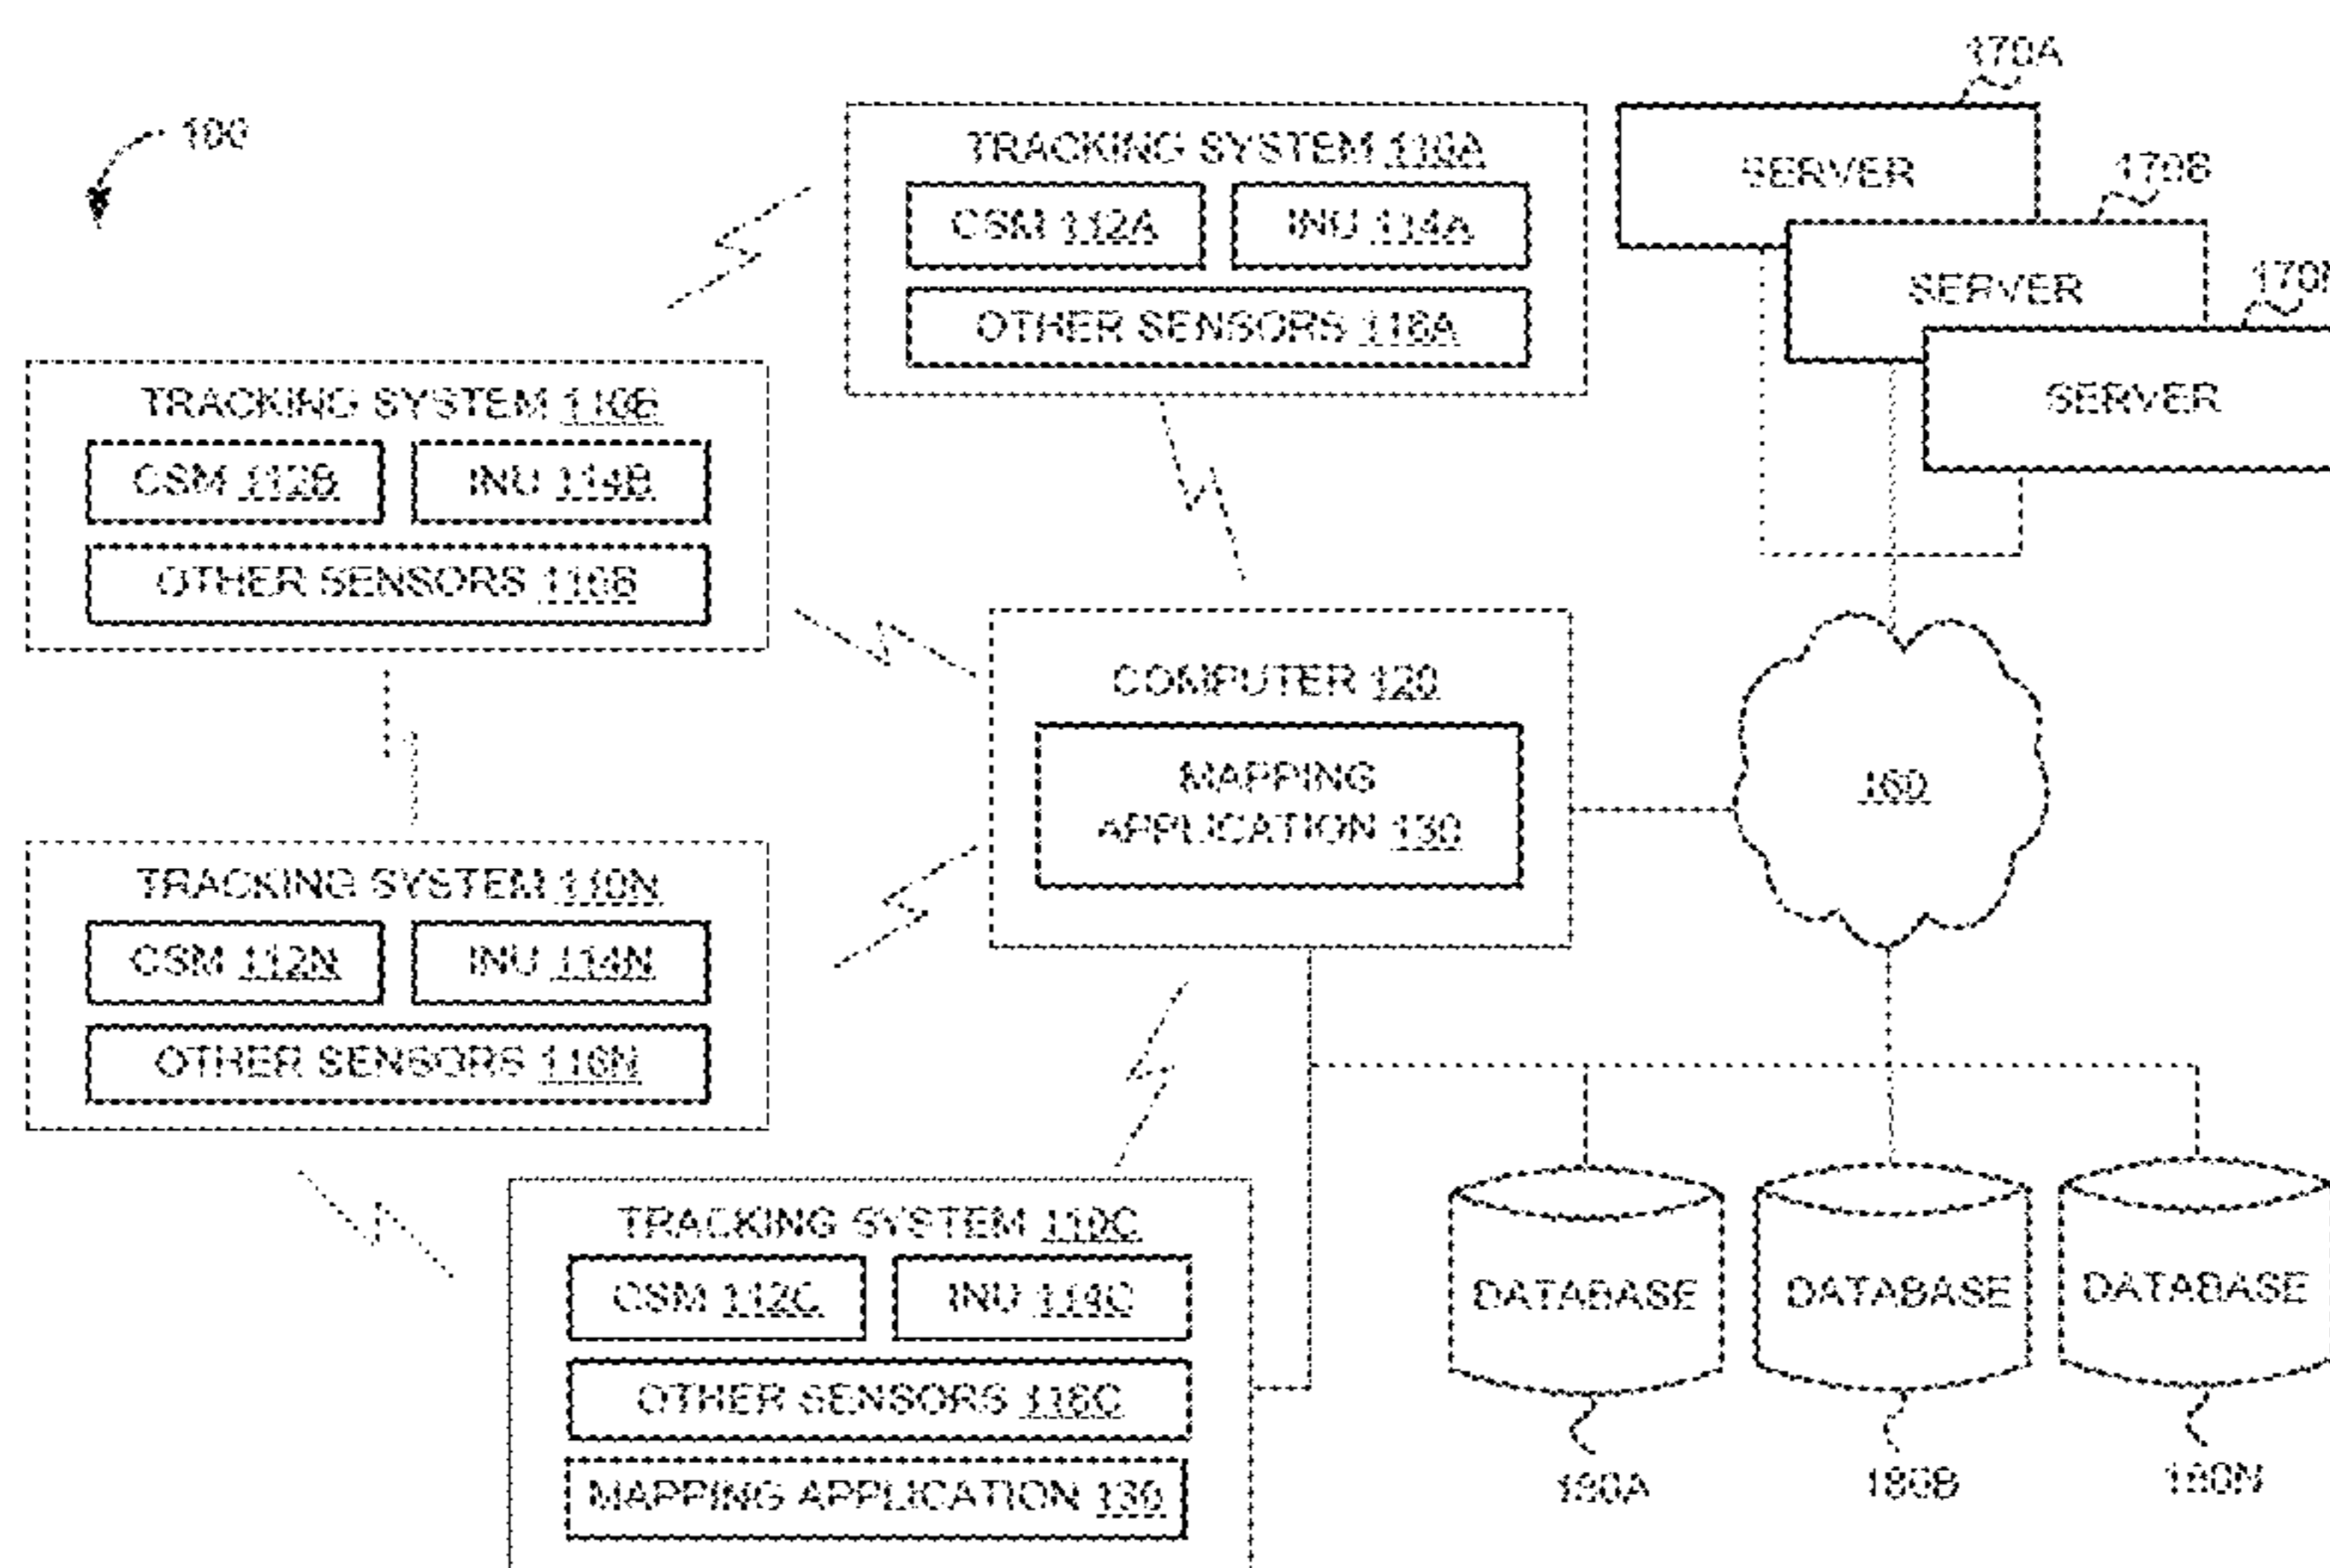 100
TRACKING SYSTEM 110A
CSM 112A
INU 114A
OTHER SENSORS 116A
170A
SERVER
170B
SERVER
170N
SERVER
TRACKING SYSTEM 110B
CSM 112B
INU 114B
OTHER SENSORS 116B
COMPUTER 120
MAPPING
APPLICATION 130
160
TRACKING SYSTEM 110N
CSM 112N
INU 114N
OTHER SENSORS 116N
TRACKING SYSTEM 110C
CSM 112C
INU 114C
OTHER SENSORS 116C
MAPPING APPLICATION 130
DATABASE
DATABASE
DATABASE
180A
180B
180N